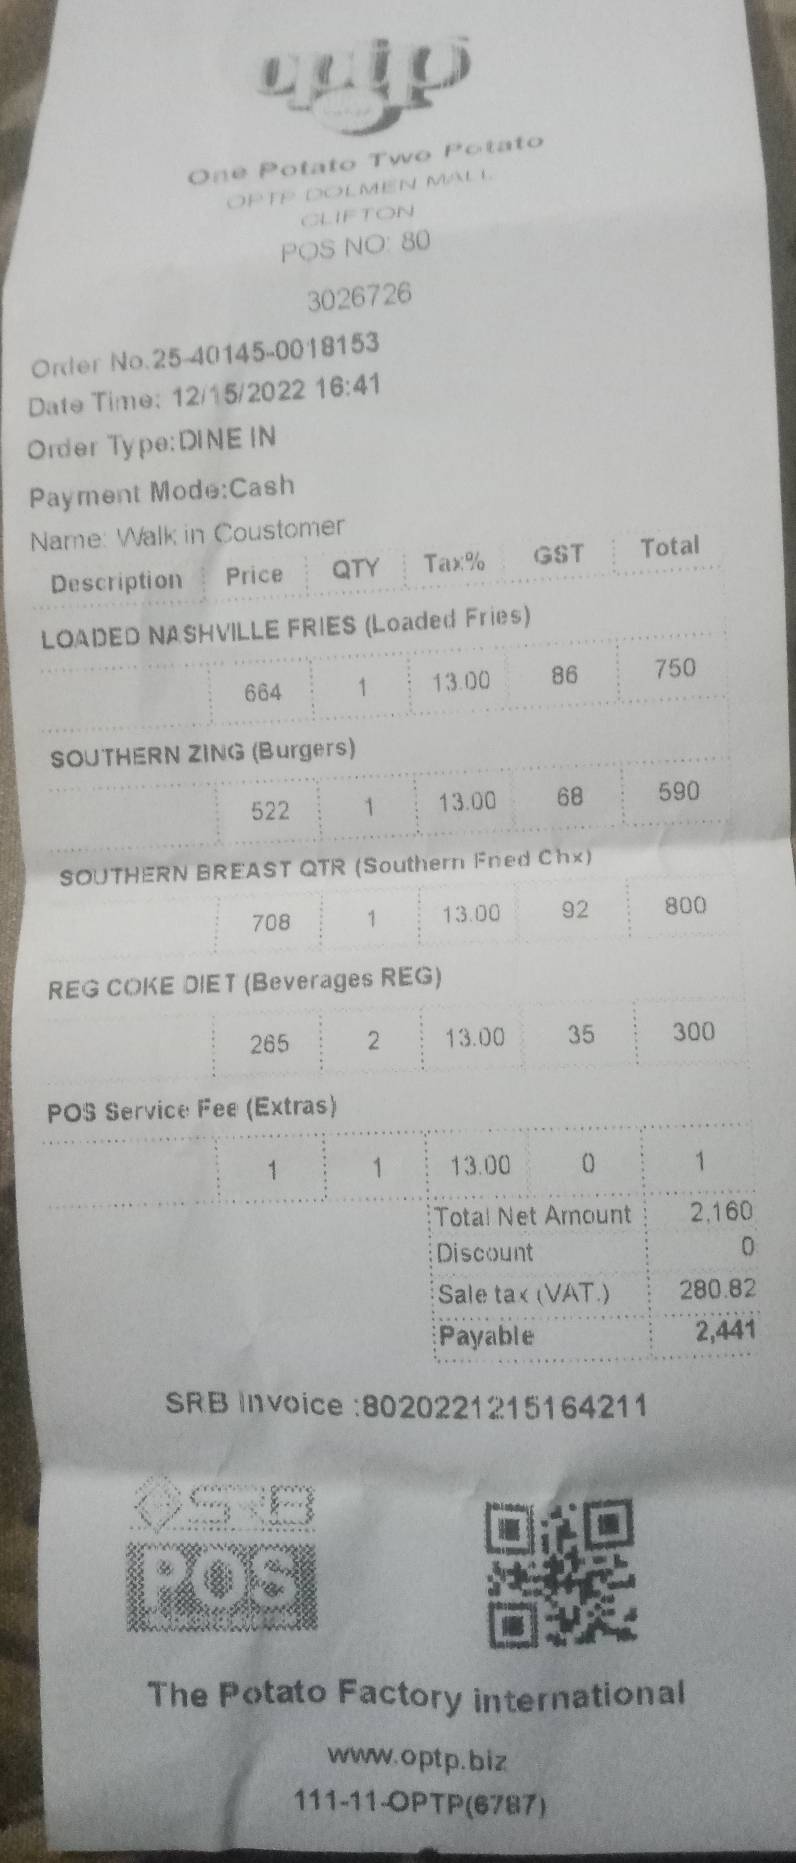 optp
One Potato Two Potato
OPTP DOLMEN MALL
CLIFTON
POS NO: 80
3026726
Order No.25-40145-0018153
Date Time: 12/15/2022 16:41
Order Type:DINE IN
Payment Mode:Cash
Name: Walk in Coustomer
Description Price QTY Tax% GST Total
LOADED NASHVILLE FRIES (Loaded Fries)
664 1 13.00 86 750
SOUTHERN ZING (Burgers)
522 1 13.00 68 590
SOUTHERN BREAST QTR (Southern Fried Chx)
708 1 13.00 92 800
REG COKE DIET (Beverages REG)
265 2 13.00 35 300
POS Service Fee (Extras)
1 1 13.00 0 1
Total Net Amount 2,160
Discount 0
Sale tax (VAT.) 280.82
Payable 2,441
SRB Invoice :8020221215164211
SRB
POS
The Potato Factory international
www.optp.biz
111-11-OPTP(6787)